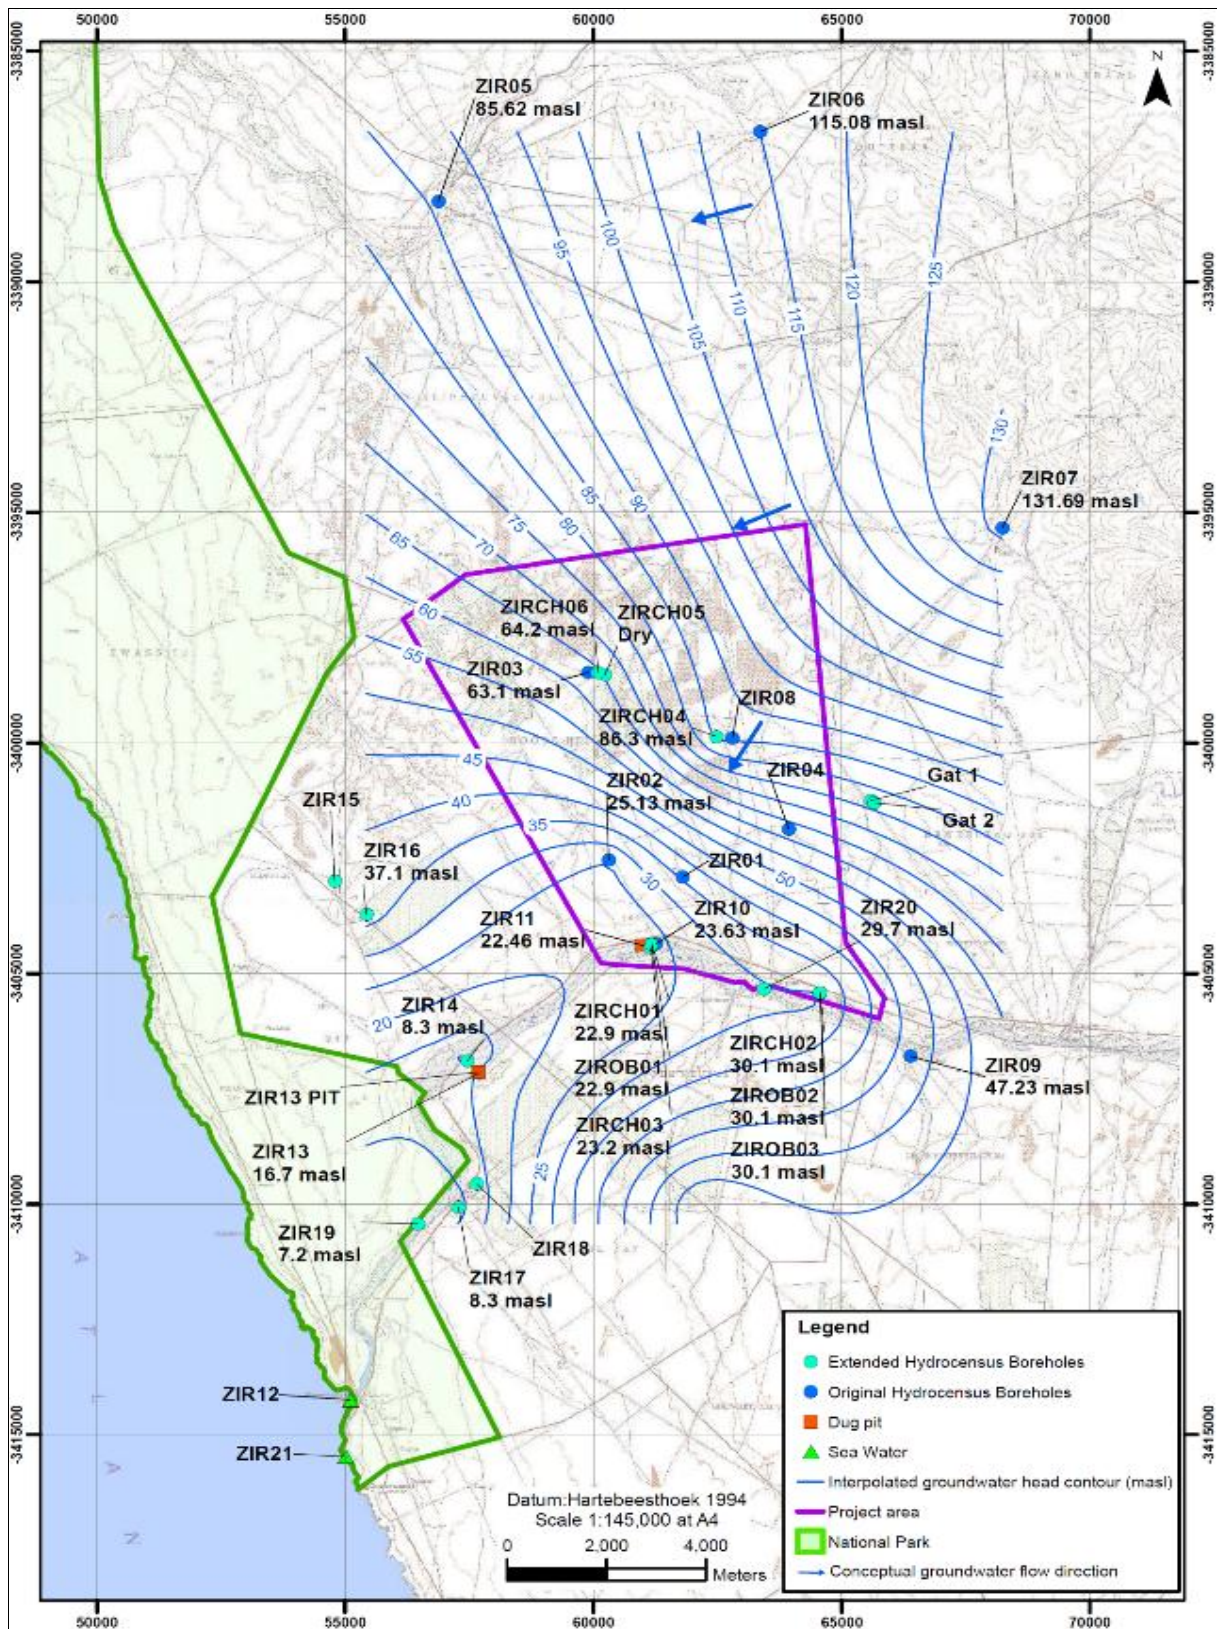 50000
55000
60000
65000
70000
-3385000
-3385000
N
ZIR05
85.62 masl
ZIR06
115.08 masl
-3390000
-3390000
95
100
105
110
115
120
125
130
ZIR07
131.69 masl
-3395000
-3395000
90
85
80
75
70
65
60
55
ZIRCH06
64.2 masl
ZIRCH05
Dry
ZIR03
63.1 masl
ZIRCH04
86.3 masl
ZIR08
-3400000
-3400000
45
40
35
30
50
ZIR02
25.13 masl
ZIR04
Gat 1
Gat 2
ZIR15
ZIR16
37.1 masl
ZIR01
ZIR11
22.46 masl
ZIR10
23.63 masl
ZIR20
29.7 masl
-3405000
-3405000
20
ZIR14
8.3 masl
ZIRCH01
22.9 masl
ZIROB01
22.9 masl
ZIRCH03
23.2 masl
ZIRCH02
30.1 masl
ZIROB02
30.1 masl
ZIROB03
30.1 masl
ZIR09
47.23 masl
ZIR13 PIT
ZIR13
16.7 masl
25
-3410000
-3410000
ZIR19
7.2 masl
ZIR18
ZIR17
8.3 masl
A T L A N
ZIR12
ZIR21
-3415000
-3415000
Datum:Hartebeesthoek 1994
Scale 1:145,000 at A4
0
2,000
4,000
Meters
Legend
Extended Hydrocensus Boreholes
Original Hydrocensus Boreholes
Dug pit
Sea Water
Interpolated groundwater head contour (masl)
Project area
National Park
Conceptual groundwater flow direction
50000
55000
60000
65000
70000